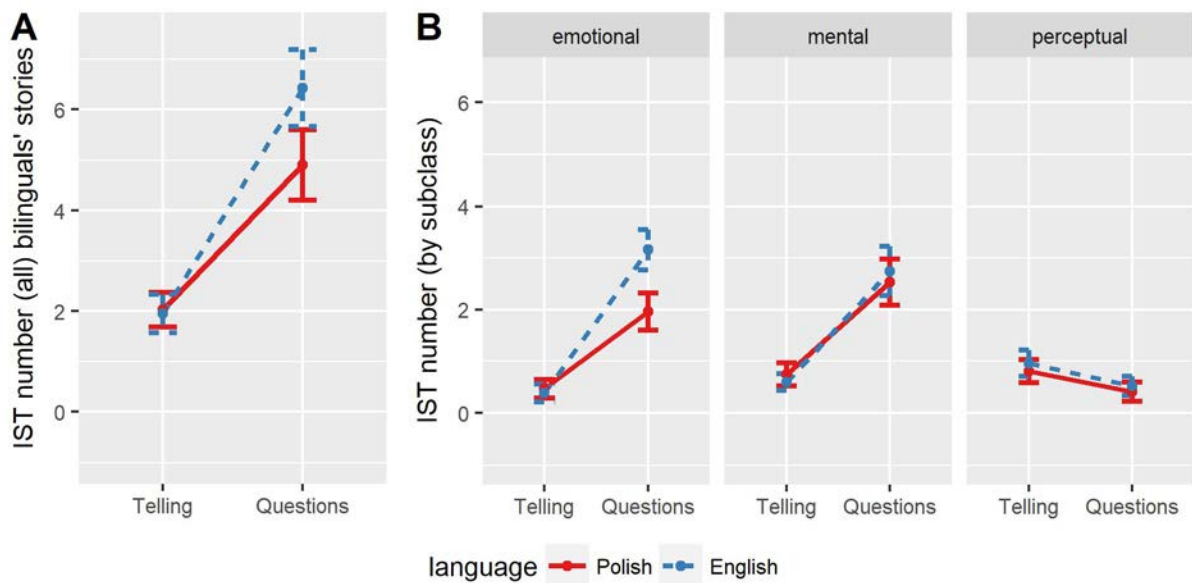 A
IST number (all) bilinguals' stories
6
4
2
0
Telling Questions
B
IST number (by subclass)
emotional mental perceptual
6
4
2
0
Telling Questions Telling Questions Telling Questions
language Polish English